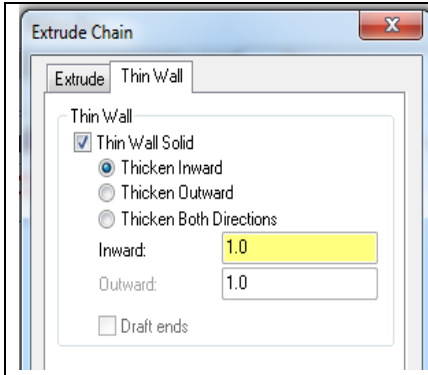 Extrude Chain
Extrude Thin Wall
Thin Wall
Thin Wall Solid
Thicken Inward
Thicken Outward
Thicken Both Directions
Inward: 1.0
Outward: 1.0
Draft ends